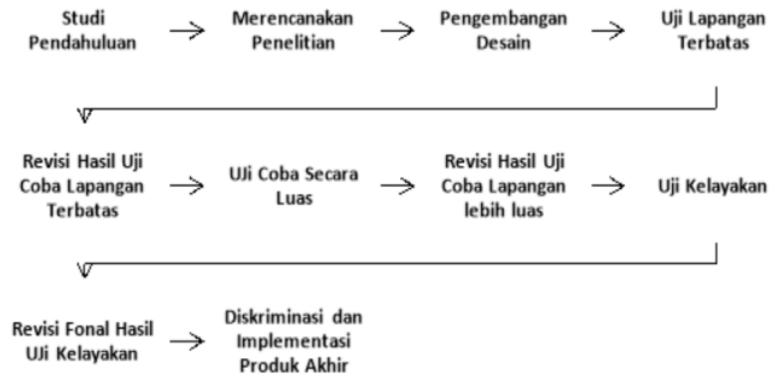 Studi
Pendahuluan
Merencanakan
Penelitian
Pengembangan
Desain
Uji Lapangan
Terbatas
Revisi Hasil Uji
Coba Lapangan
Terbatas
UJi Coba Secara
Luas
Revisi Hasil Uji
Coba Lapangan
lebih luas
Uji Kelayakan
Revisi Fonal Hasil
UJi Kelayakan
Diskriminasi dan
Implementasi
Produk Akhir